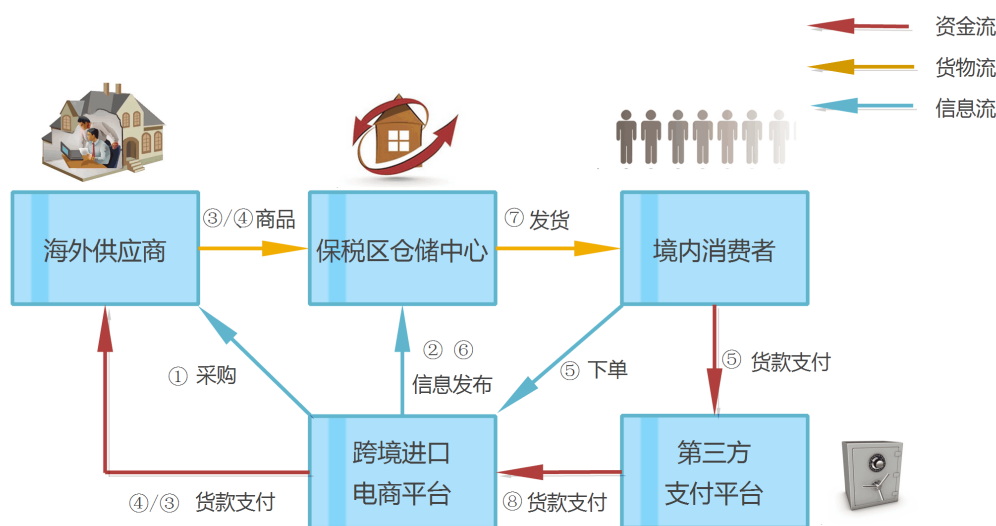 资金流
货物流
信息流
③/④商品
⑦ 发货
海外供应商
保税区仓储中心
境内消费者
① 采购
② ⑥
信息发布
⑤ 下单
⑤ 货款支付
跨境进口
电商平台
第三方
支付平台
④/③ 货款支付
⑧ 货款支付